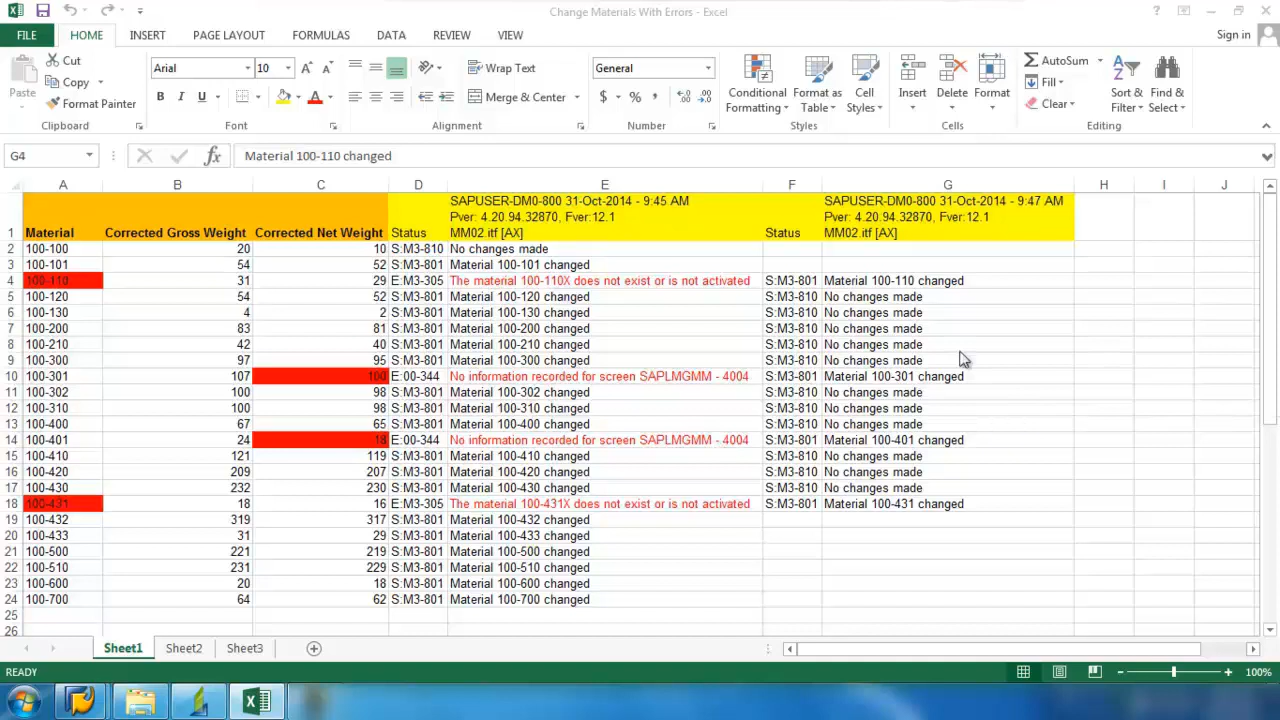 Change Materials With Errors - Excel
?
FILE HOME INSERT PAGE LAYOUT FORMULAS DATA REVIEW VIEW Sign in
Paste
Cut
Copy
Format Painter
Clipboard
Arial 10
B I U
Font
Wrap Text
Merge & Center
Alignment
General
$ % ,
Number
Conditional Formatting
Format as Table
Cell Styles
Styles
Insert
Delete
Format
Cells
AutoSum
Fill
Clear
Sort & Filter
Find & Select
Editing
G4 fx Material 100-110 changed
A B C D E F G H I J
SAPUSER-DM0-800 31-Oct-2014 - 9:45 AM SAPUSER-DM0-800 31-Oct-2014 - 9:47 AM
Pver: 4.20.94.32870, Fver:12.1 Pver: 4.20.94.32870, Fver:12.1
1 Material Corrected Gross Weight Corrected Net Weight Status MM02.itf [AX] Status MM02.itf [AX]
2 100-100 20 10 S:M3-810 No changes made
3 100-101 54 52 S:M3-801 Material 100-101 changed
4 100-110 31 29 E:M3-305 The material 100-110X does not exist or is not activated S:M3-801 Material 100-110 changed
5 100-120 54 52 S:M3-801 Material 100-120 changed S:M3-810 No changes made
6 100-130 4 2 S:M3-801 Material 100-130 changed S:M3-810 No changes made
7 100-200 83 81 S:M3-801 Material 100-200 changed S:M3-810 No changes made
8 100-210 42 40 S:M3-801 Material 100-210 changed S:M3-810 No changes made
9 100-300 97 95 S:M3-801 Material 100-300 changed S:M3-810 No changes made
10 100-301 107 100 E:00-344 No information recorded for screen SAPLMGMM - 4004 S:M3-801 Material 100-301 changed
11 100-302 100 98 S:M3-801 Material 100-302 changed S:M3-810 No changes made
12 100-310 100 98 S:M3-801 Material 100-310 changed S:M3-810 No changes made
13 100-400 67 65 S:M3-801 Material 100-400 changed S:M3-810 No changes made
14 100-401 24 18 E:00-344 No information recorded for screen SAPLMGMM - 4004 S:M3-801 Material 100-401 changed
15 100-410 121 119 S:M3-801 Material 100-410 changed S:M3-810 No changes made
16 100-420 209 207 S:M3-801 Material 100-420 changed S:M3-810 No changes made
17 100-430 232 230 S:M3-801 Material 100-430 changed S:M3-810 No changes made
18 100-431 18 16 E:M3-305 The material 100-431X does not exist or is not activated S:M3-801 Material 100-431 changed
19 100-432 319 317 S:M3-801 Material 100-432 changed
20 100-433 31 29 S:M3-801 Material 100-433 changed
21 100-500 221 219 S:M3-801 Material 100-500 changed
22 100-510 231 229 S:M3-801 Material 100-510 changed
23 100-600 20 18 S:M3-801 Material 100-600 changed
24 100-700 64 62 S:M3-801 Material 100-700 changed
25
26
Sheet1 Sheet2 Sheet3
READY 100%